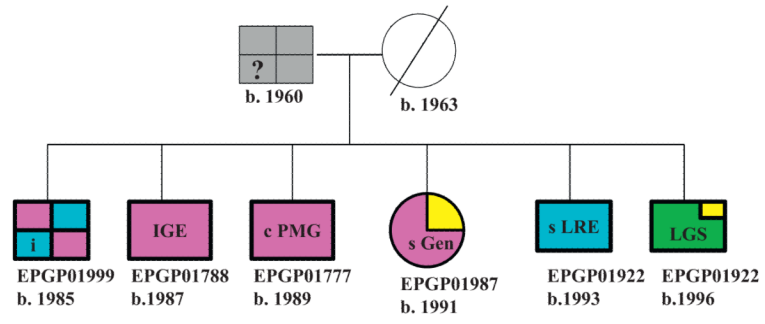 ?
b. 1960
b. 1963
i
IGE
c PMG
s Gen
s LRE
LGS
EPGP01999
b. 1985
EPGP01788
b.1987
EPGP01777
b. 1989
EPGP01987
b. 1991
EPGP01922
b.1993
EPGP01922
b.1996